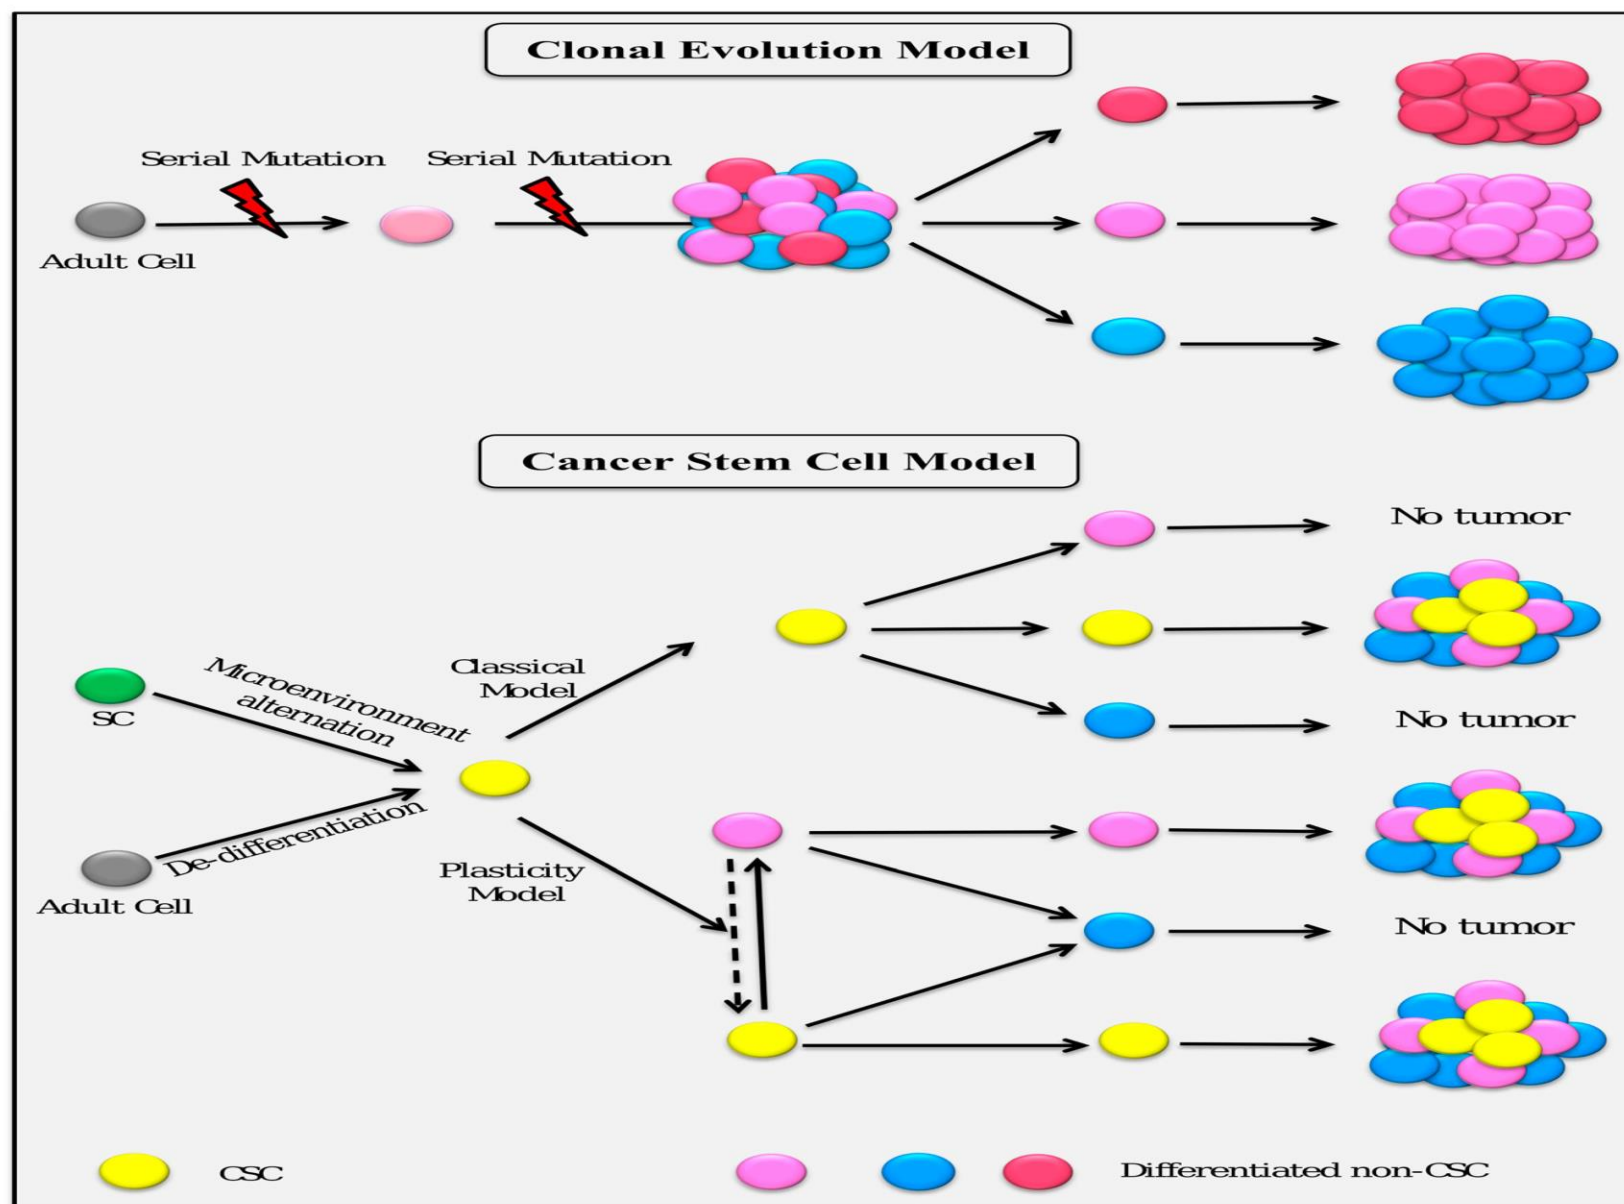 Clonal Evolution Model
Serial Mutation
Serial Mutation
Adult Cell
Cancer Stem Cell Model
No tumor
Microenvironment
alternation
Classical
Model
SC
No tumor
De-differentiation
Adult Cell
Plasticity
Model
No tumor
CSC
Differentiated non-CSC